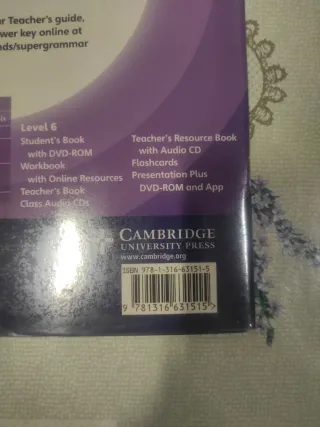 r Teacher's guide,
wer key online at
nds/supergrammar
Level 6
Student's Book
with DVD-ROM
Workbook
with Online Resources
Teacher's Book
Class Audio CDs
Teacher's Resource Book
with Audio CD
Flashcards
Presentation Plus
DVD-ROM and App
CAMBRIDGE
UNIVERSITY PRESS
www.cambridge.org
ISBN 978-1-316-63151-5
9 781316 631515 >